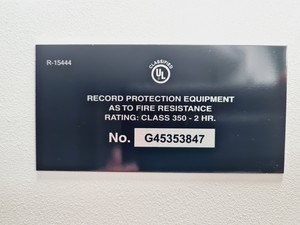 CLASSIFIED
UL
R-15444
RECORD PROTECTION EQUIPMENT
AS TO FIRE RESISTANCE
RATING: CLASS 350 - 2 HR.
No. G45353847